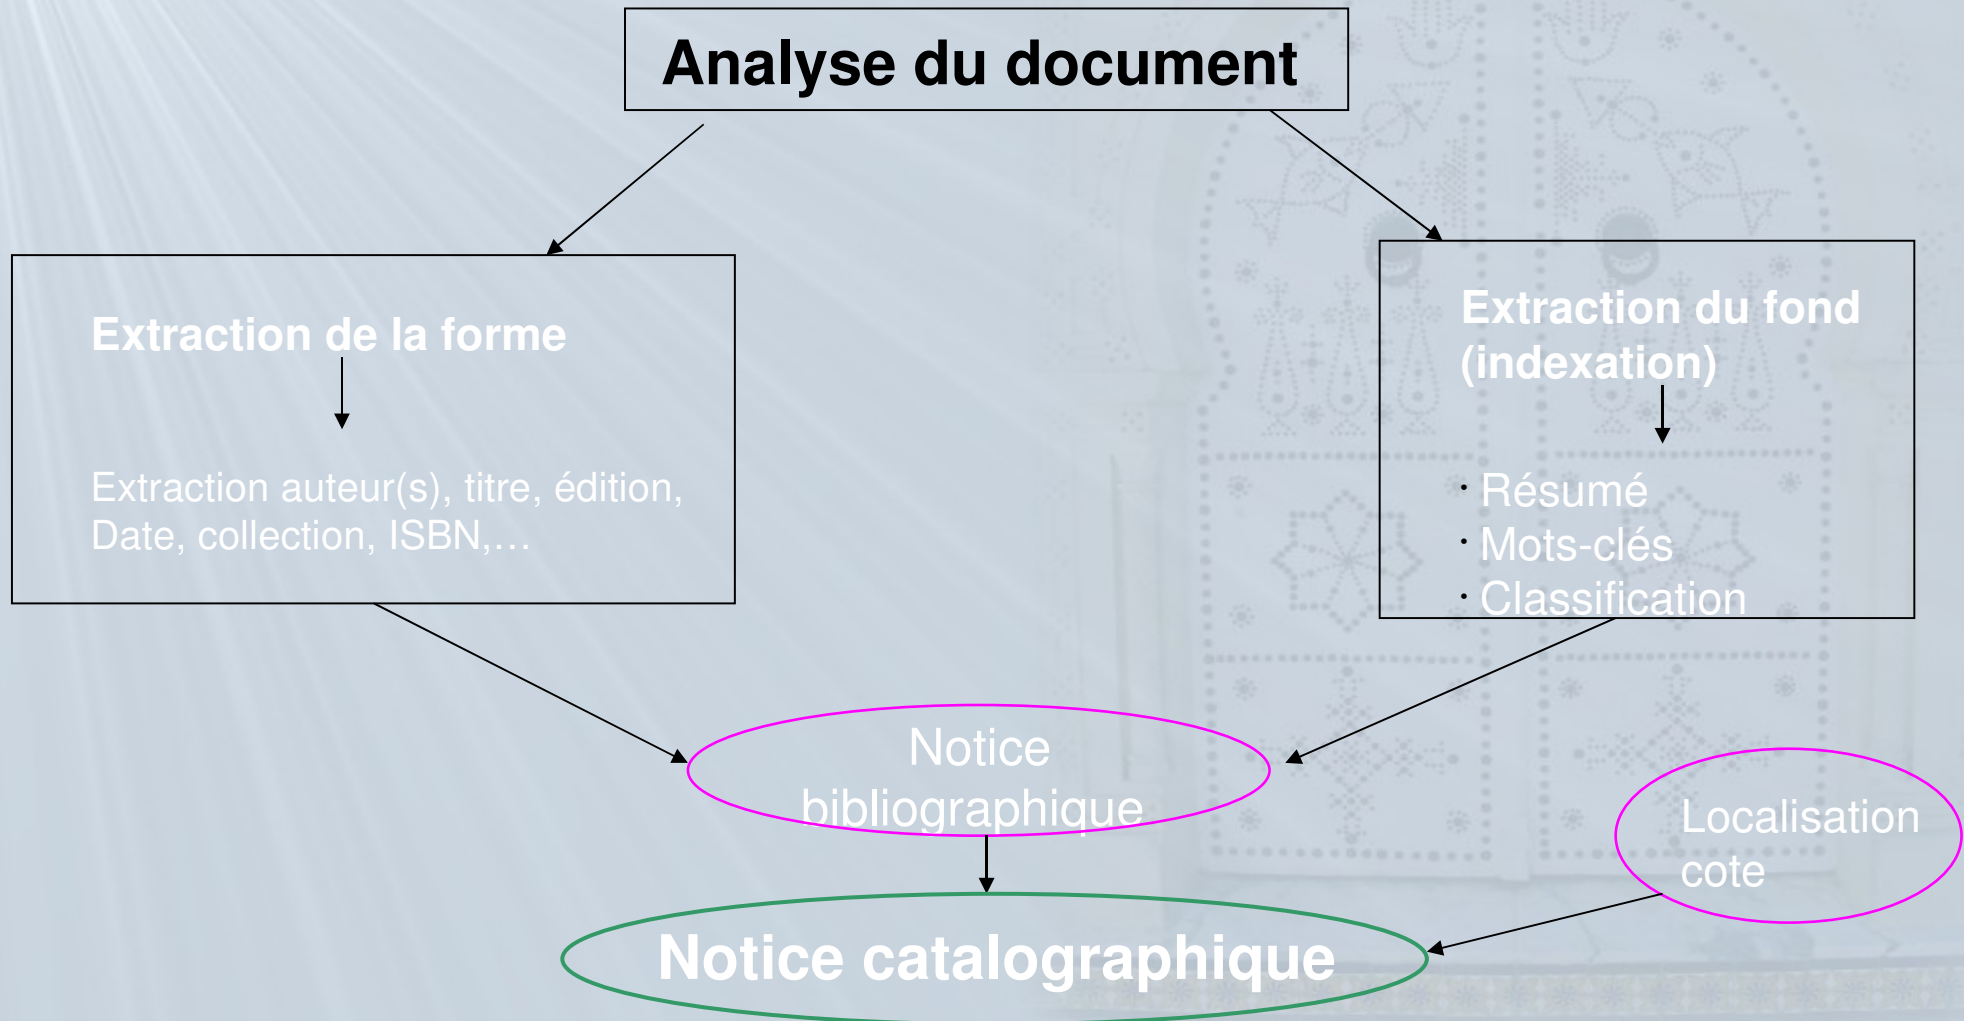 Analyse du document
Extraction de la forme
Extraction auteur(s), titre, édition,
Date, collection, ISBN,…
Extraction du fond
(indexation)
· Résumé
· Mots-clés
· Classification
Notice
bibliographique
Localisation
cote
Notice catalographique